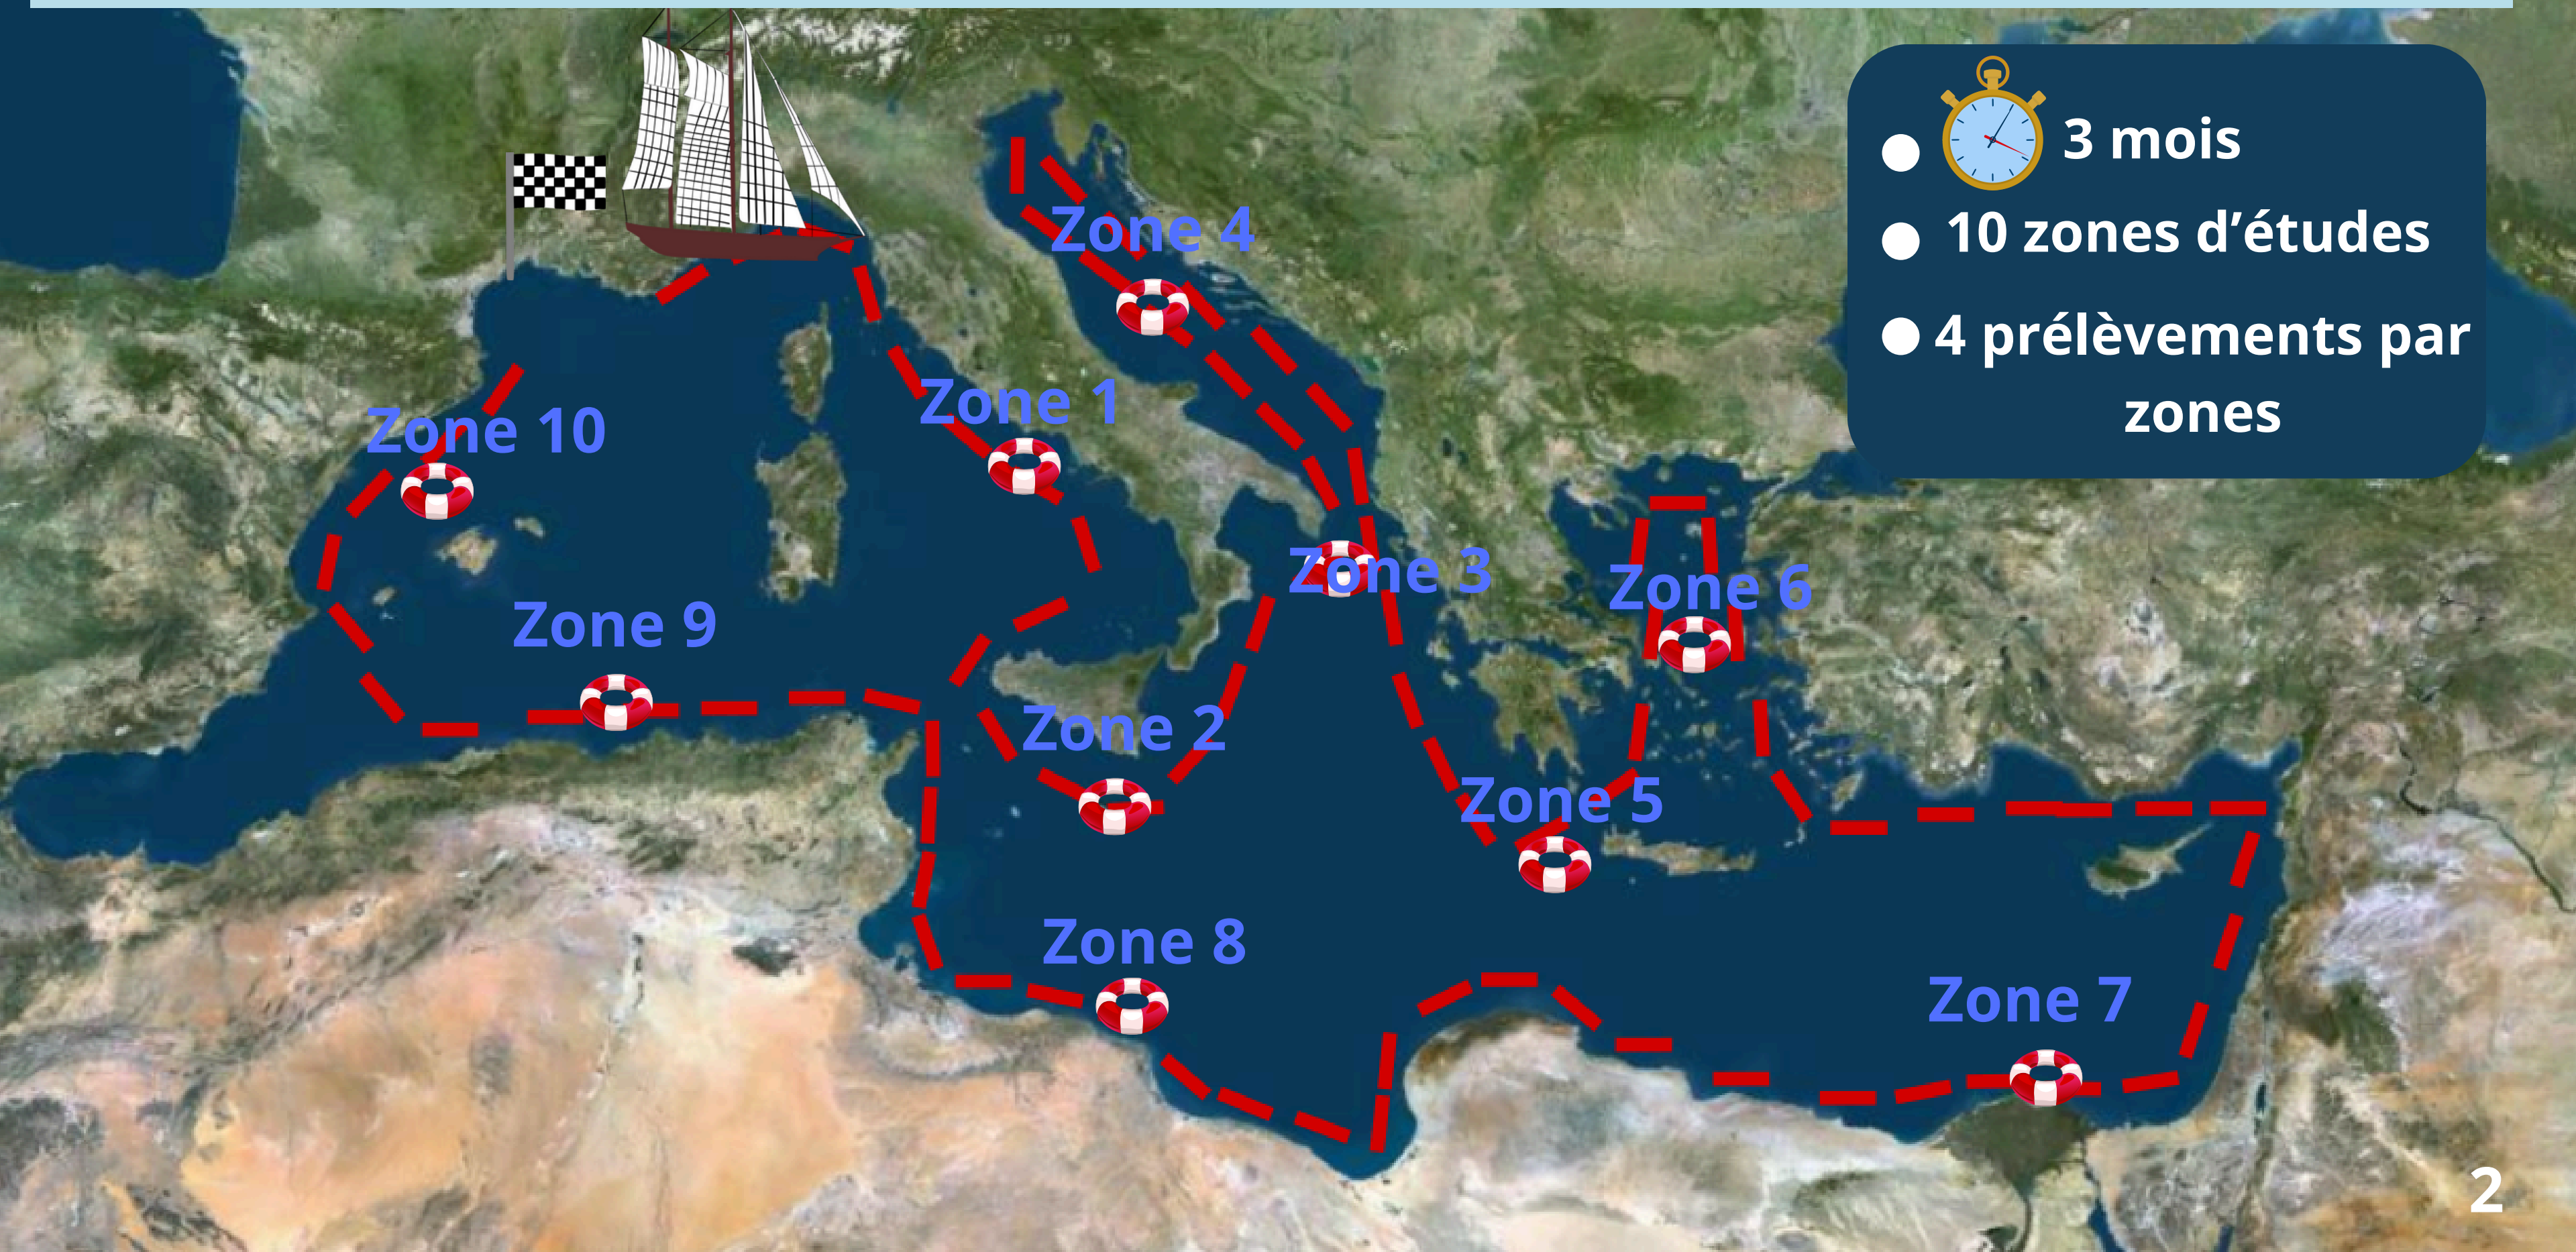 3 mois
10 zones d’études
4 prélèvements par
zones
Zone 4
Zone 1
Zone 10
Zone 3
Zone 6
Zone 9
Zone 2
Zone 5
Zone 8
Zone 7
2